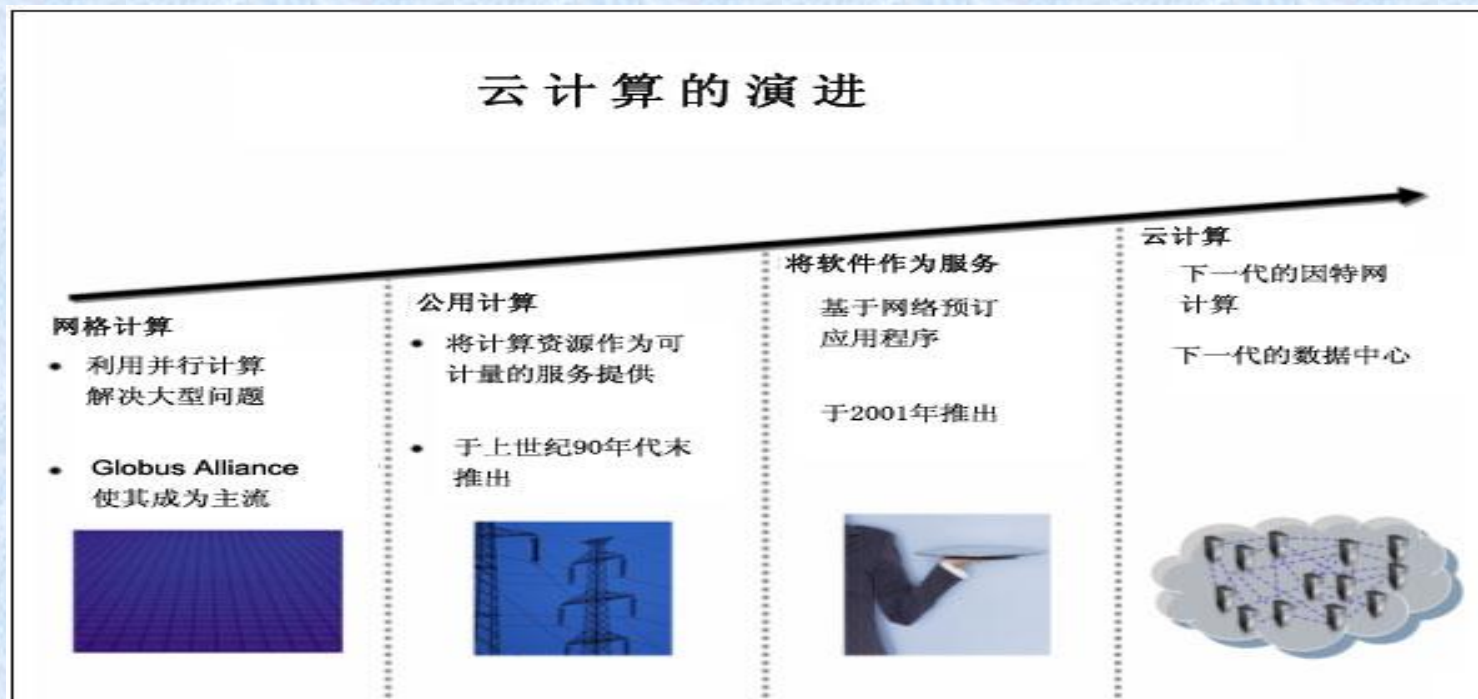 云计算的演进
网格计算
• 利用并行计算
解决大型问题
• Globus Alliance
使其成为主流
公用计算
• 将计算资源作为可
计量的服务提供
• 于上世纪90年代末
推出
将软件作为服务
基于网络预订
应用程序
于2001年推出
云计算
下一代的因特网
计算
下一代的数据中心